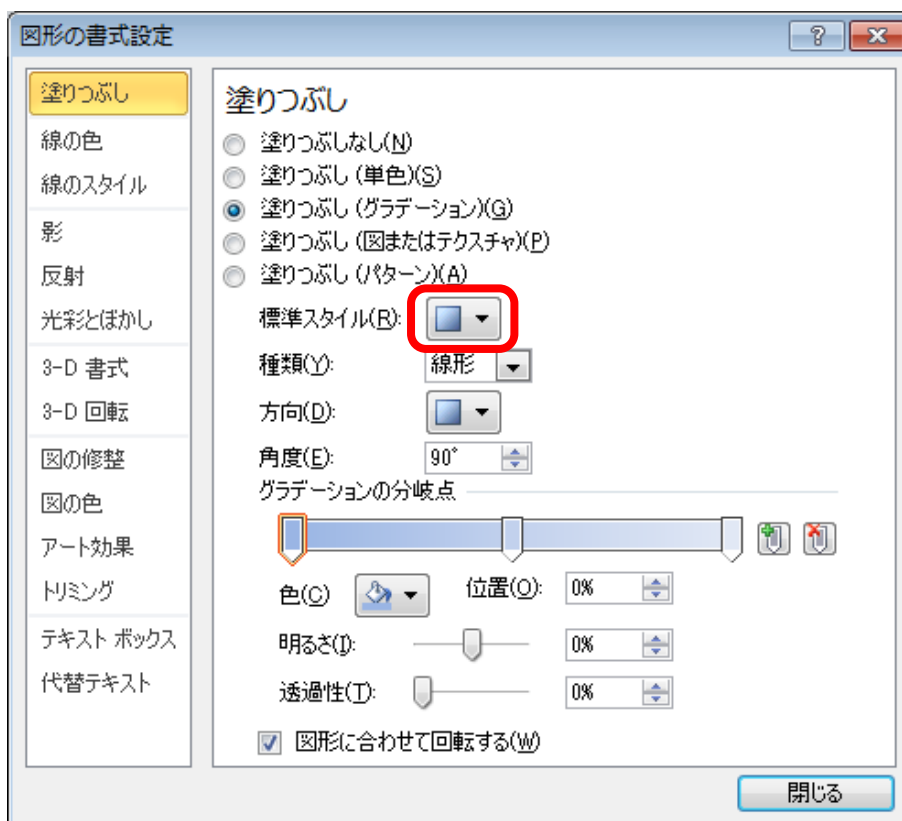 図形の書式設定
塗りつぶし
線の色
線のスタイル
影
反射
光彩とぼかし
3-D 書式
3-D 回転
図の修整
図の色
アート効果
トリミング
テキスト ボックス
代替テキスト
塗りつぶし
塗りつぶしなし(N)
塗りつぶし (単色)(S)
塗りつぶし (グラデーション)(G)
塗りつぶし (図またはテクスチャ)(P)
塗りつぶし (パターン)(A)
標準スタイル(R):
種類(Y): 線形
方向(D):
角度(E): 90°
グラデーションの分岐点
色(C) 位置(O): 0%
明るさ(I): 0%
透過性(T): 0%
図形に合わせて回転する(W)
閉じる